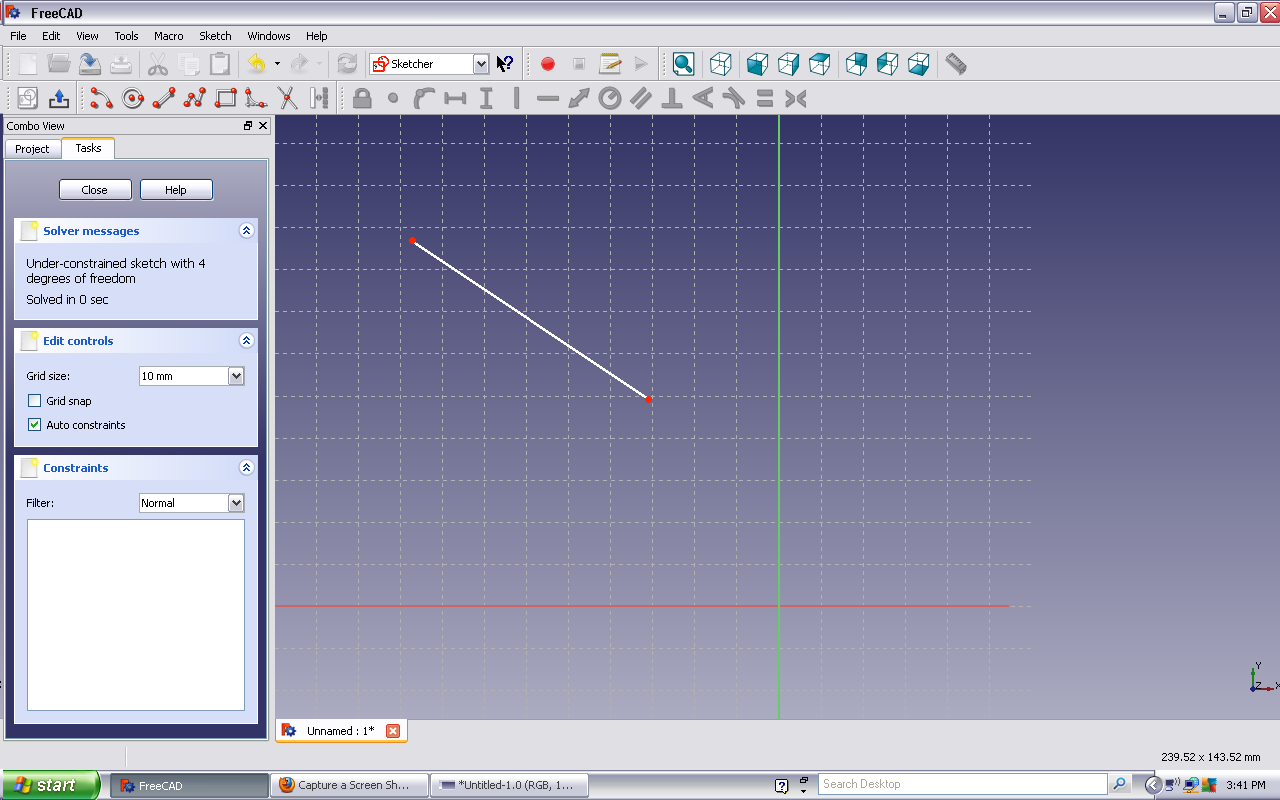 FreeCAD
File Edit View Tools Macro Sketch Windows Help
Sketcher
Combo View
Project Tasks
Close Help
Solver messages
Under-constrained sketch with 4
degrees of freedom
Solved in 0 sec
Edit controls
Grid size: 10 mm
Grid snap
Auto constraints
Constraints
Filter: Normal
Y
Z X
Unnamed : 1*
239.52 x 143.52 mm
start FreeCAD Capture a Screen Sh... *Untitled-1.0 (RGB, 1... Search Desktop 3:41 PM